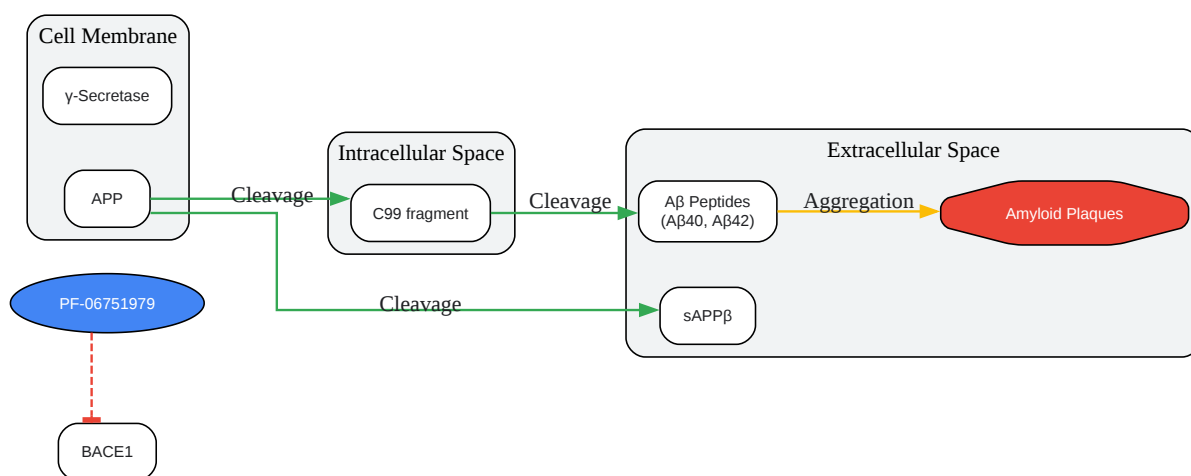 Cell Membrane
γ-Secretase
APP
Cleavage
Intracellular Space
C99 fragment
Cleavage
Extracellular Space
Aβ Peptides
(Aβ40, Aβ42)
Aggregation
Amyloid Plaques
PF-06751979
Cleavage
sAPPβ
BACE1